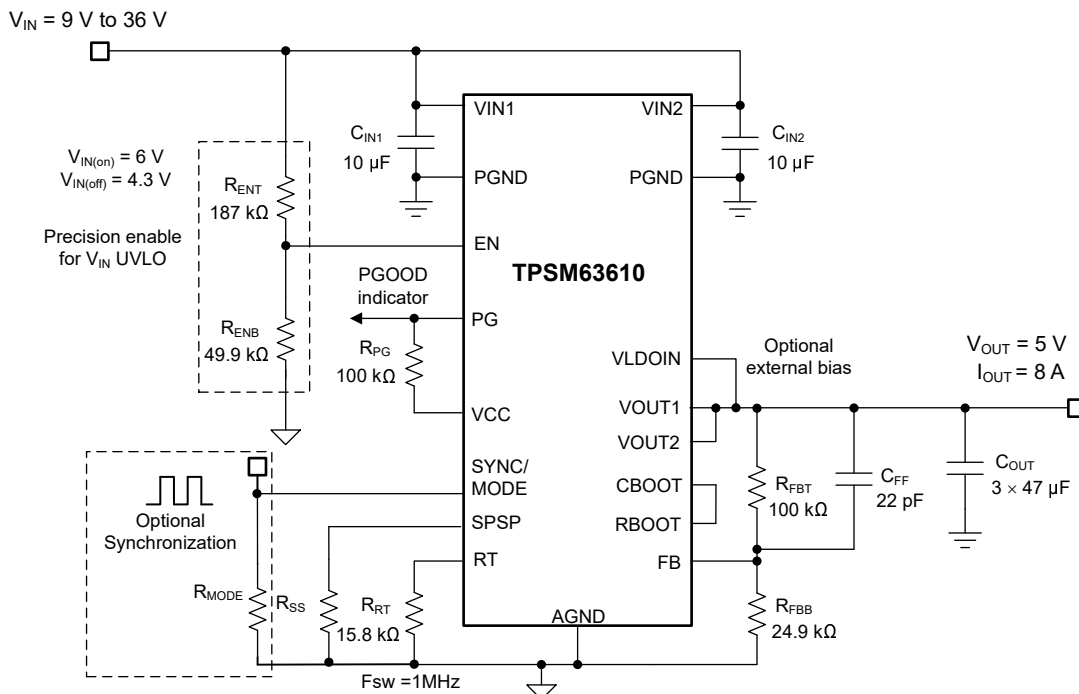 V_IN = 9 V to 36 V
VIN1
VIN2
C_IN1
10 µF
C_IN2
10 µF
PGND
PGND
V_IN(on) = 6 V
V_IN(off) = 4.3 V
R_ENT
187 kΩ
Precision enable
for V_IN UVLO
EN
TPSM63610
PGOOD
indicator
PG
R_ENB
49.9 kΩ
R_PG
100 kΩ
VLDOIN
Optional
external bias
V_OUT = 5 V
I_OUT = 8 A
VCC
VOUT1
VOUT2
SYNC/
MODE
CBOOT
RBOOT
R_FBT
100 kΩ
C_FF
22 pF
C_OUT
3 × 47 µF
Optional
Synchronization
SPSP
RT
FB
R_MODE
R_SS
R_RT
15.8 kΩ
AGND
R_FBB
24.9 kΩ
Fsw =1MHz